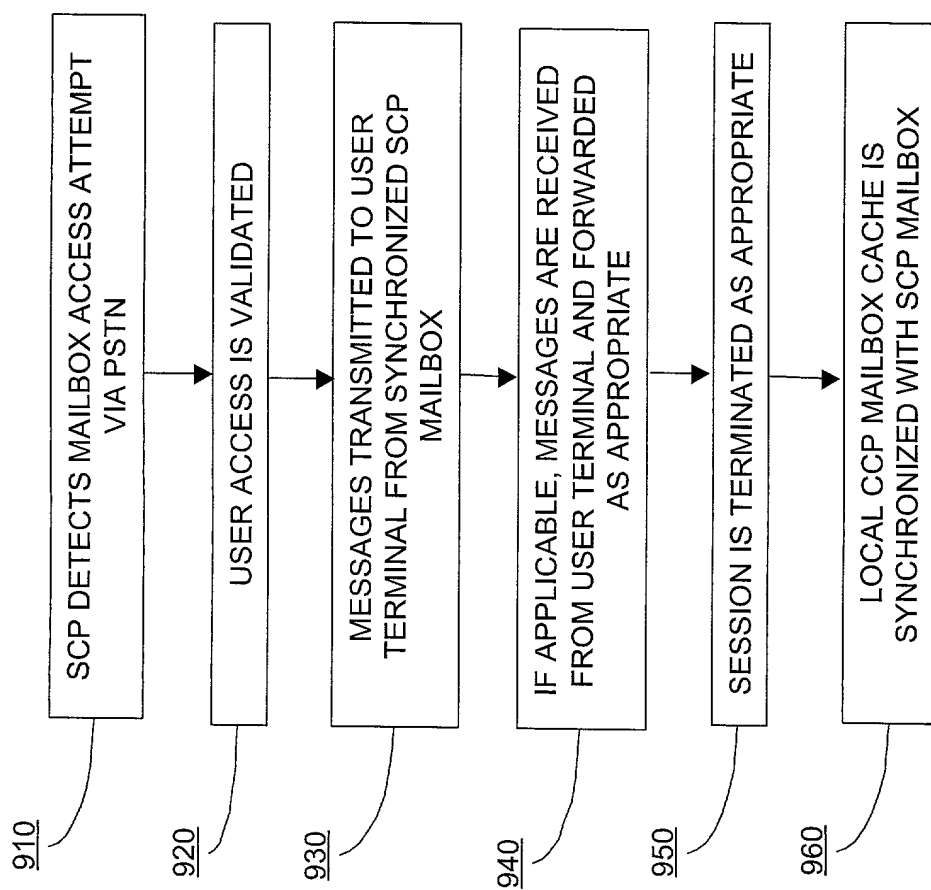 910
SCP DETECTS MAILBOX ACCESS ATTEMPT
VIA PSTN
920
USER ACCESS IS VALIDATED
930
MESSAGES TRANSMITTED TO USER
TERMINAL FROM SYNCHRONIZED SCP
MAILBOX
940
IF APPLICABLE, MESSAGES ARE RECEIVED
FROM USER TERMINAL AND FORWARDED
AS APPROPRIATE
950
SESSION IS TERMINATED AS APPROPRIATE
960
LOCAL CCP MAILBOX CACHE IS
SYNCHRONIZED WITH SCP MAILBOX